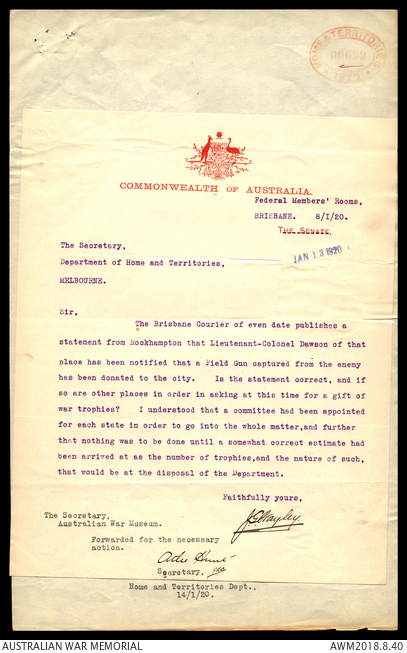 HOME & TERRITORIES
1920
COMMONWEALTH OF AUSTRALIA.
Federal Members' Rooms,
BRISBANE. 8/I/20.
THE SENATE,
JAN 13 1920
The Secretary,
Department of Home and Territories,
MELBOURNE.
Sir,
The Brisbane Courier of even date publishes a
statement from Rockhampton that Lieutenant-Colonel Dawson of that
place has been notified that a Field Gun captured from the enemy
has been donated to the city. Is the statement correct, and if
so are other places in order in asking at this time for a gift of
war trophies? I understood that a committee had been appointed
for each state in order to go into the whole matter,and further
that nothing was to be done until a somewhat correct estimate had
been arrived at as the number of trophies,and the nature of such,
that would be at the disposal of the Department.
Faithfully yours,
The Secretary,
Australian War Museum.
Forwarded for the necessary
action.
Atlee Hunt
Secretary.
Home and Territories Dept.,
14/1/20.
AUSTRALIAN WAR MEMORIAL
AWM2018.8.40